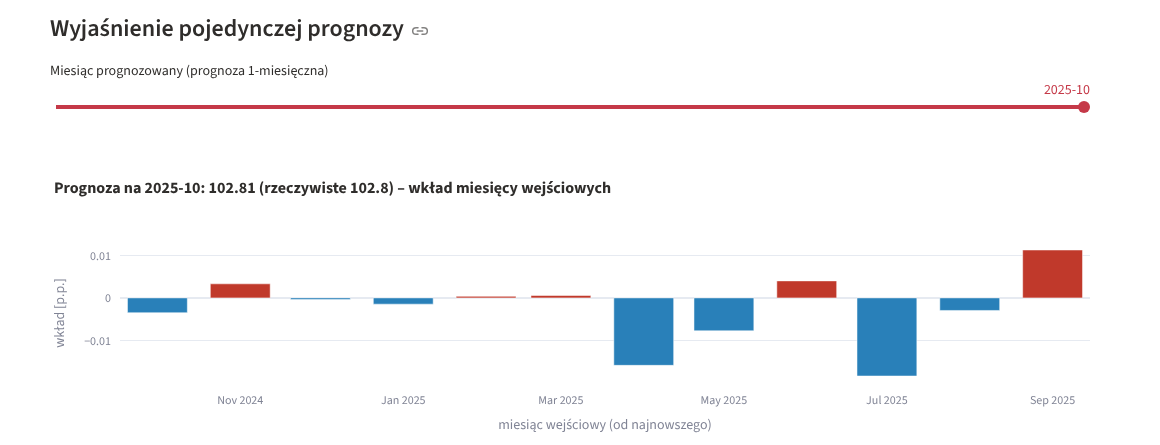 Wyjaśnienie pojedynczej prognozy
Miesiąc prognozowany (prognoza 1-miesięczna)
2025-10
Prognoza na 2025-10: 102.81 (rzeczywiste 102.8) – wkład miesięcy wejściowych
wkład [p.p.]
0.01
0
−0.01
Nov 2024 Jan 2025 Mar 2025 May 2025 Jul 2025 Sep 2025
miesiąc wejściowy (od najnowszego)